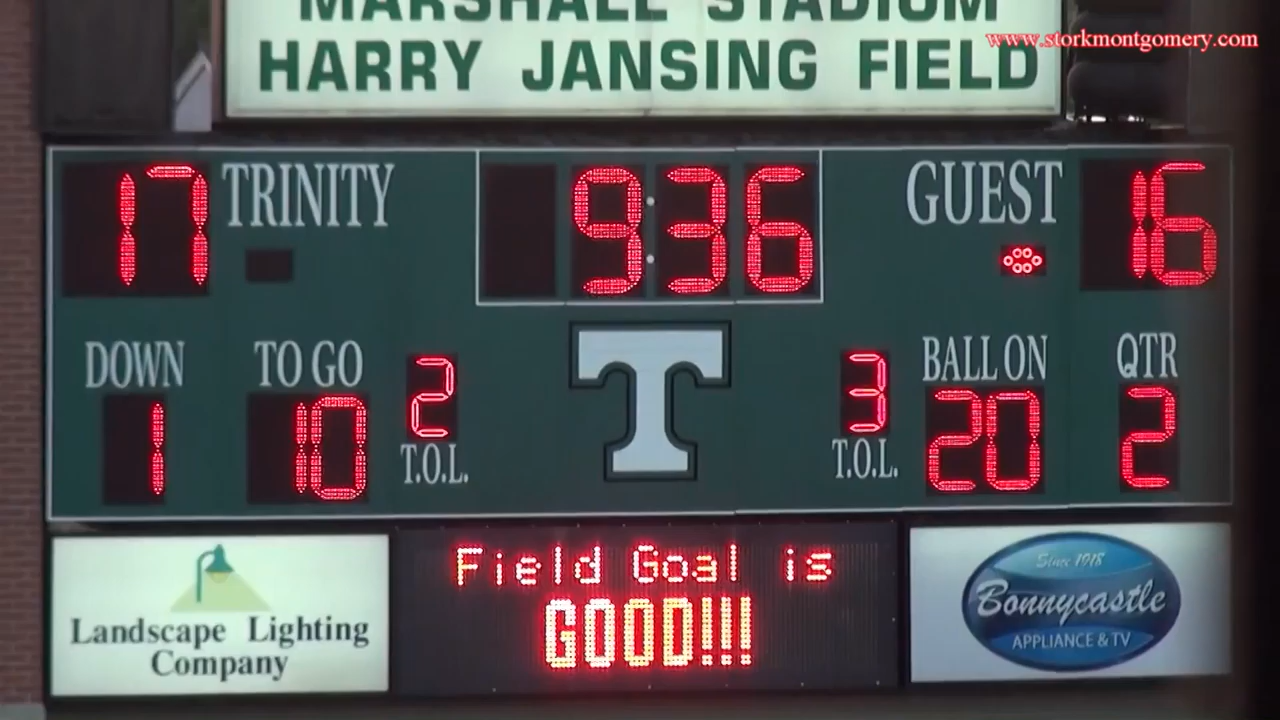 MARSHALL STADIUM
HARRY JANSING FIELD
www.storkmontgomery.com
17 TRINITY 9:36 GUEST 16
DOWN TO GO BALL ON QTR
1 10 2 3 20 2
T.O.L. T T.O.L.
Landscape Lighting
Company
Field Goal is
GOOD!!!
Since 1918
Bonnycastle
APPLIANCE & TV